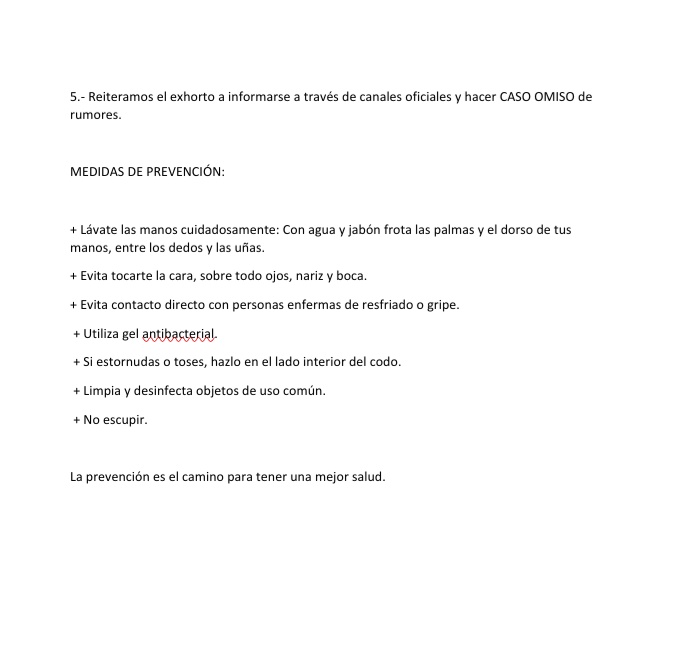 5.- Reiteramos el exhorto a informarse a través de canales oficiales y hacer CASO OMISO de
rumores.
MEDIDAS DE PREVENCIÓN:
+ Lávate las manos cuidadosamente: Con agua y jabón frota las palmas y el dorso de tus
manos, entre los dedos y las uñas.
+ Evita tocarte la cara, sobre todo ojos, nariz y boca.
+ Evita contacto directo con personas enfermas de resfriado o gripe.
+ Utiliza gel antibacterial.
+ Si estornudas o toses, hazlo en el lado interior del codo.
+ Limpia y desinfecta objetos de uso común.
+ No escupir.
La prevención es el camino para tener una mejor salud.